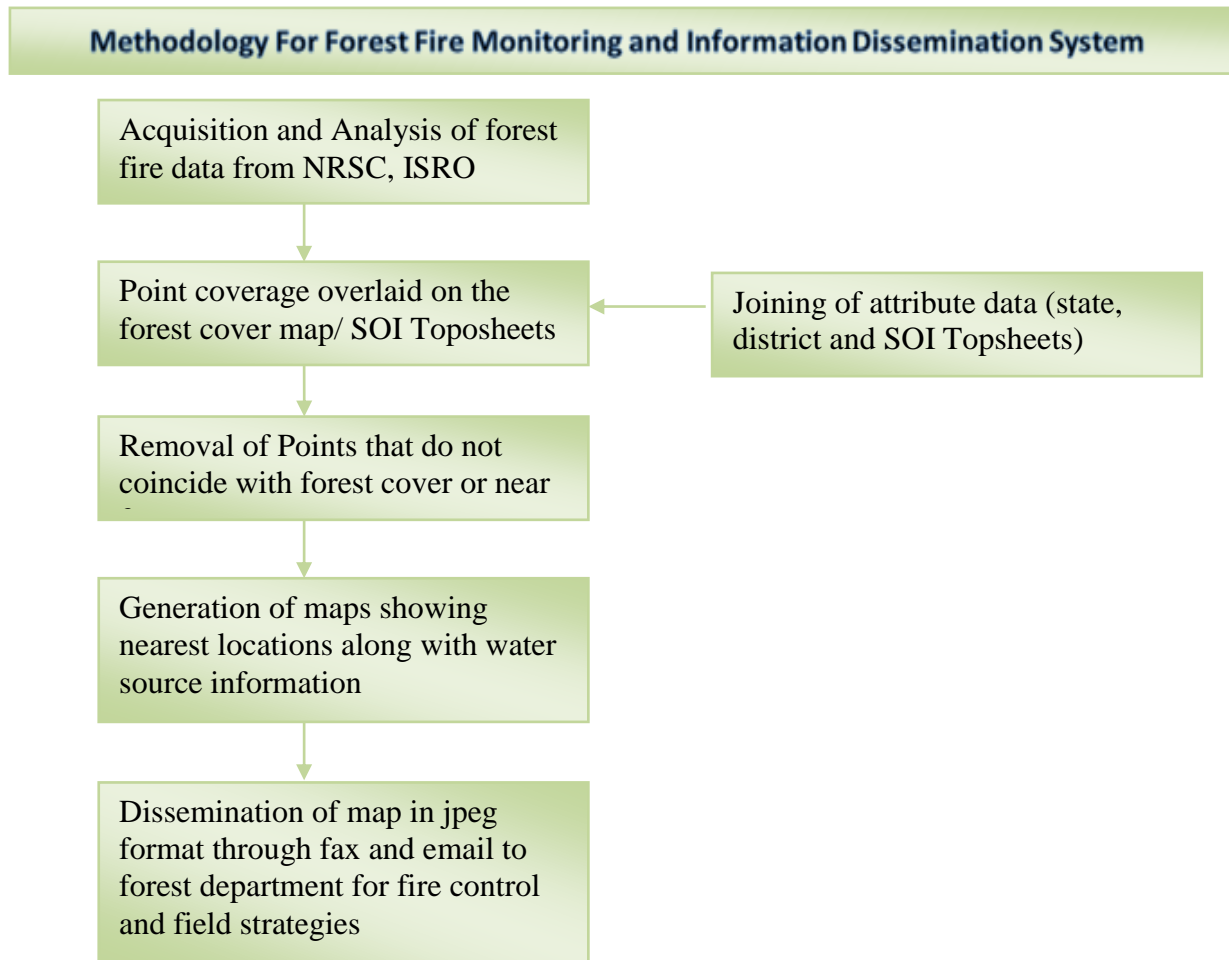 Methodology For Forest Fire Monitoring and Information Dissemination System
Acquisition and Analysis of forest
fire data from NRSC, ISRO
Point coverage overlaid on the
forest cover map/ SOI Toposheets
Joining of attribute data (state,
district and SOI Topsheets)
Removal of Points that do not
coincide with forest cover or near
Generation of maps showing
nearest locations along with water
source information
Dissemination of map in jpeg
format through fax and email to
forest department for fire control
and field strategies